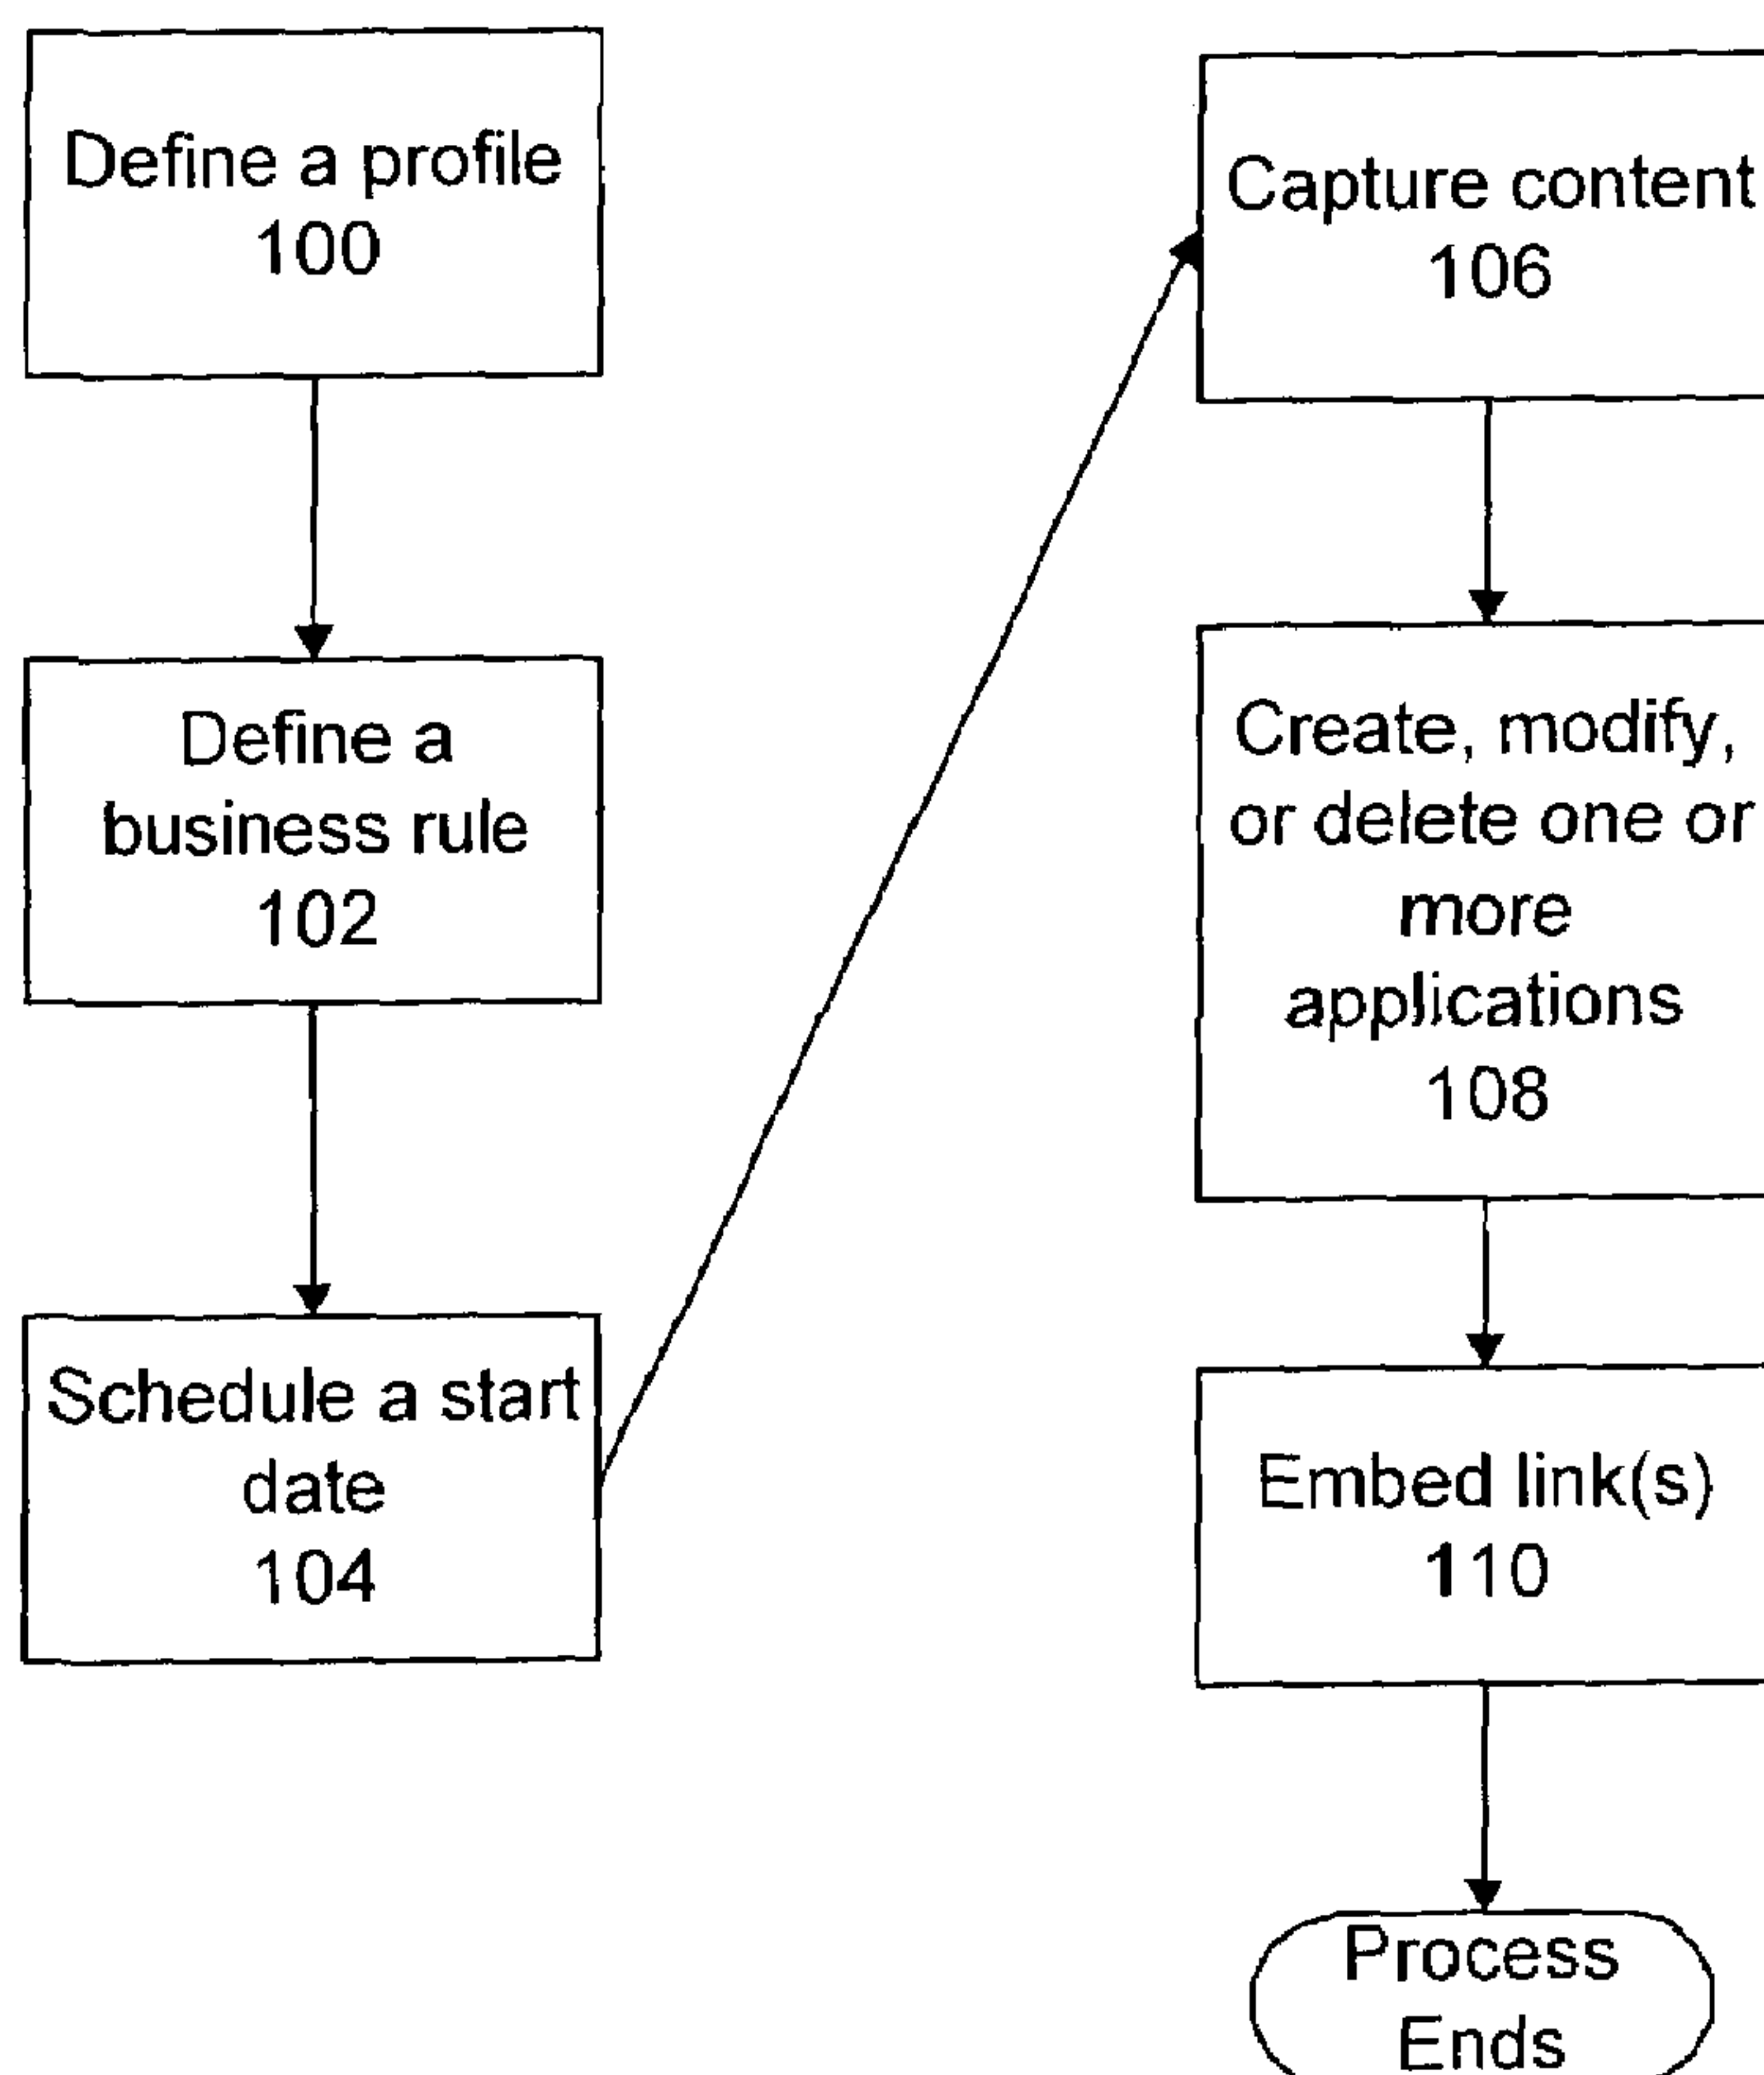 Define a profile
100
Define a
business rule
102
Schedule a start
date
104
Capture content
106
Create, modify,
or delete one or
more
applications
108
Embed link(s)
110
Process
Ends